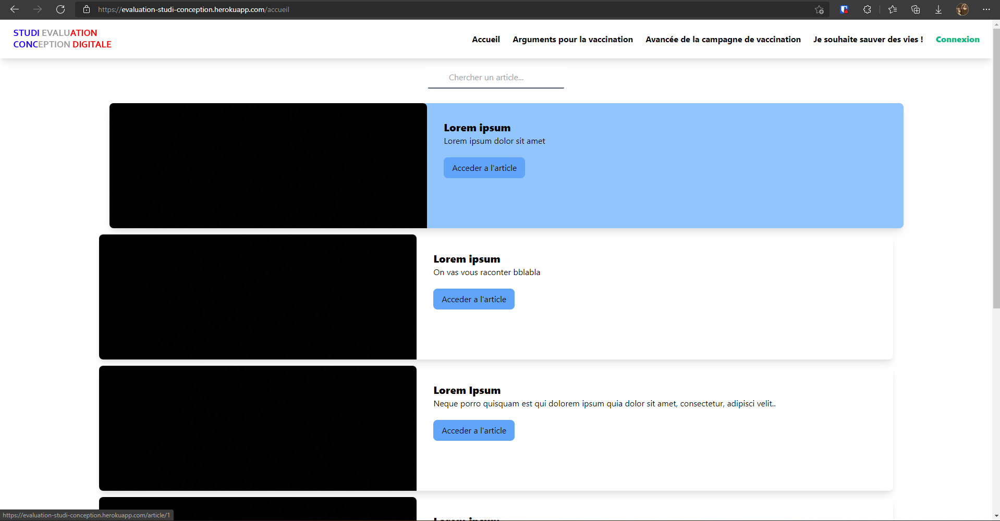 https://evaluation-studi-conception.herokuapp.com/accueil
STUDI EVALUATION
CONCEPTION DIGITALE
Accueil Arguments pour la vaccination Avancée de la campagne de vaccination Je souhaite sauver des vies ! Connexion
Chercher un article...
Lorem ipsum
Lorem ipsum dolor sit amet
Acceder a l'article
Lorem ipsum
On vas vous raconter bblabla
Acceder a l'article
Lorem Ipsum
Neque porro quisquam est qui dolorem ipsum quia dolor sit amet, consectetur, adipisci velit..
Acceder a l'article
Lorem ipsum
https://evaluation-studi-conception.herokuapp.com/article/1